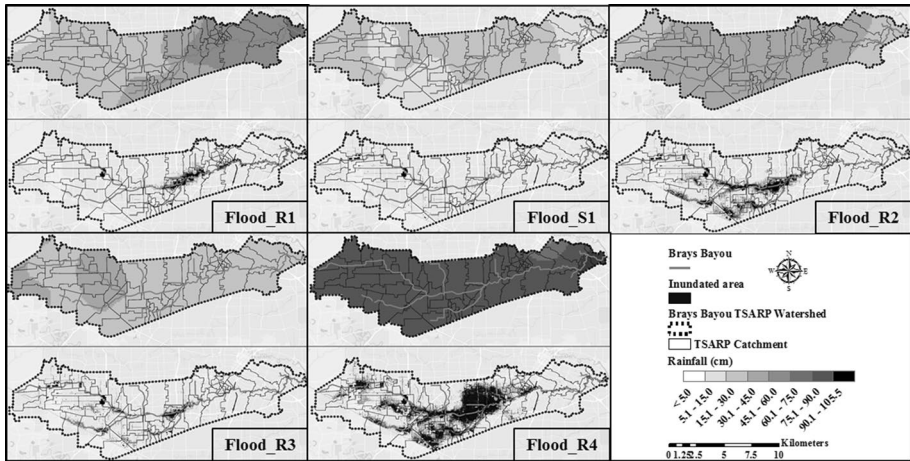 Flood_R1
Flood_S1
Flood_R2
Flood_R3
Flood_R4
Brays Bayou
N
W E
S
Inundated area
Brays Bayou TSARP Watershed
TSARP Catchment
Rainfall (cm)
<-5.0
5.1 - 15.0
15.1 - 30.0
30.1 - 45.0
45.1 - 60.0
60.1 - 75.0
75.1 - 90.0
90.1 - 105.5
Kilometers
0 1.252.5 5 7.5 10